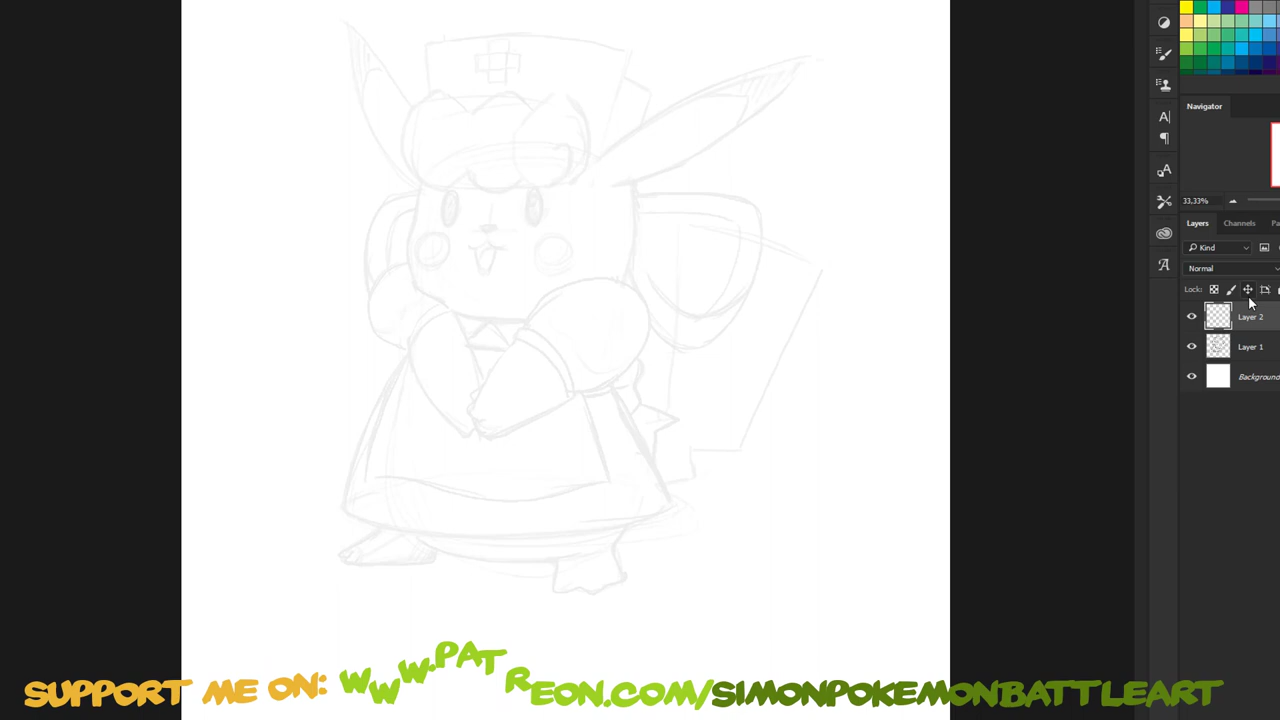 Navigator
33,33%
Layers Channels Pa
Kind
Normal
Lock:
Layer 2
Layer 1
Background
SUPPORT ME ON: WWW.PATREON.COM/SIMONPOKEMONBATTLEART